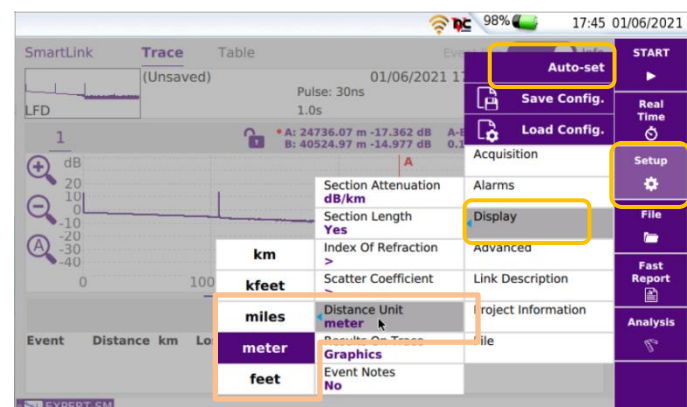 98% 17:45 01/06/2021
SmartLink Trace Table
(Unsaved) 01/06/2021
Pulse: 30ns
LFD 1.0s
1
A: 24736.07 m -17.362 dB
B: 40524.97 m -14.977 dB
A
dB
20
10
0
-10
-20
-30
-40
0
Event Distance km
Auto-set
Save Config.
Load Config.
Acquisition
Alarms
Display
Advanced
Link Description
Project Information
Section Attenuation
dB/km
Section Length
Yes
Index Of Refraction
>
Scatter Coefficient
Distance Unit
meter
Results On Trace
Graphics
Event Notes
No
km
kfeet
miles
meter
feet
START
Real
Time
Setup
File
Fast
Report
Analysis
EXPERT SM